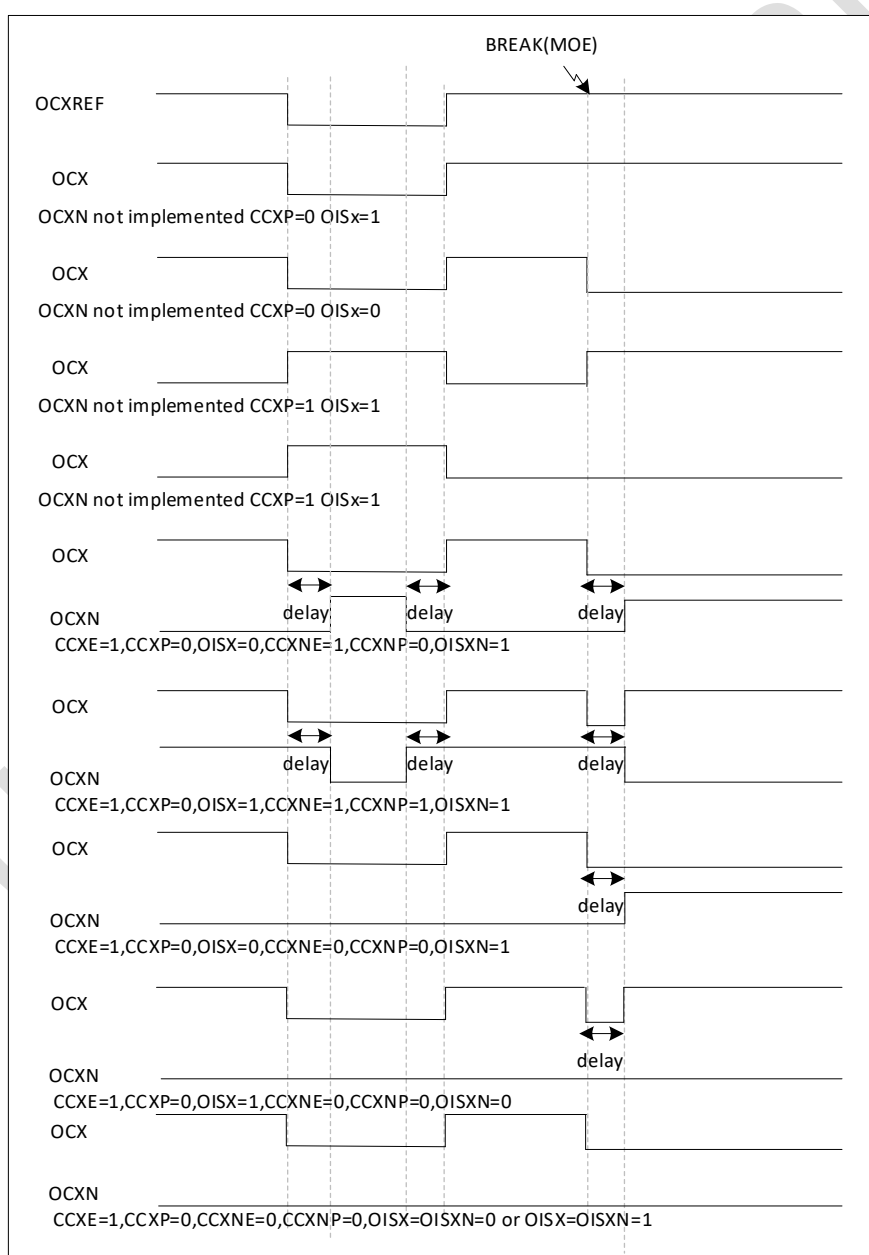 BREAK(MOE)
OCXREF
OCX
OCXN not implemented CCXP=0 OISx=1
OCX
OCXN not implemented CCXP=0 OISx=0
OCX
OCXN not implemented CCXP=1 OISx=1
OCX
OCXN not implemented CCXP=1 OISx=1
OCX
delay delay delay
OCXN
CCXE=1,CCXP=0,OISX=0,CCXNE=1,CCXNP=0,OISXN=1
OCX
delay delay delay
OCXN
CCXE=1,CCXP=0,OISX=1,CCXNE=1,CCXNP=1,OISXN=1
OCX
delay
OCXN
CCXE=1,CCXP=0,OISX=0,CCXNE=0,CCXNP=0,OISXN=1
OCX
delay
OCXN
CCXE=1,CCXP=0,OISX=1,CCXNE=0,CCXNP=0,OISXN=0
OCX
OCXN
CCXE=1,CCXP=0,CCXNE=0,CCXNP=0,OISX=OISXN=0 or OISX=OISXN=1